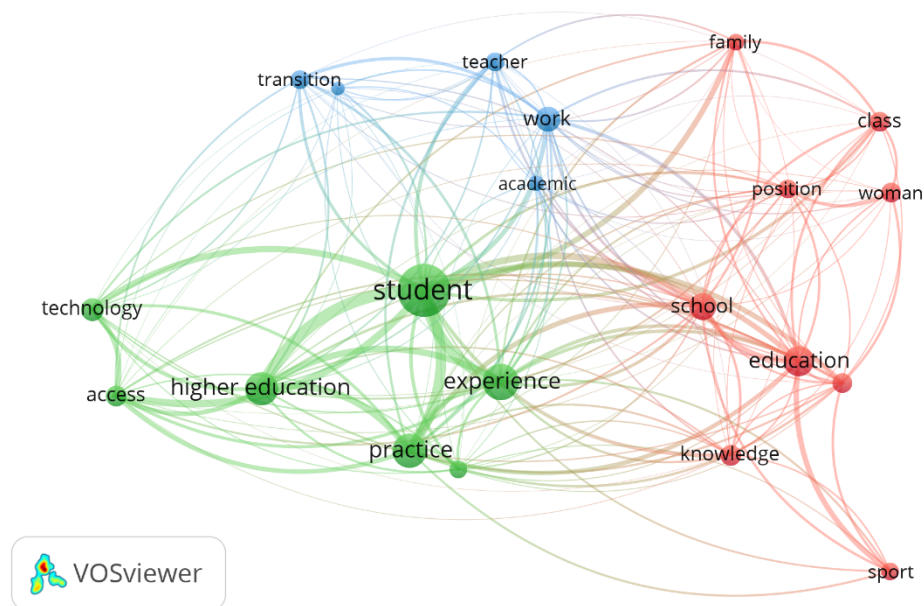 family
teacher
transition
work
class
academic
position
woman
student
technology
school
education
higher education
experience
access
practice
knowledge
sport
VOSviewer